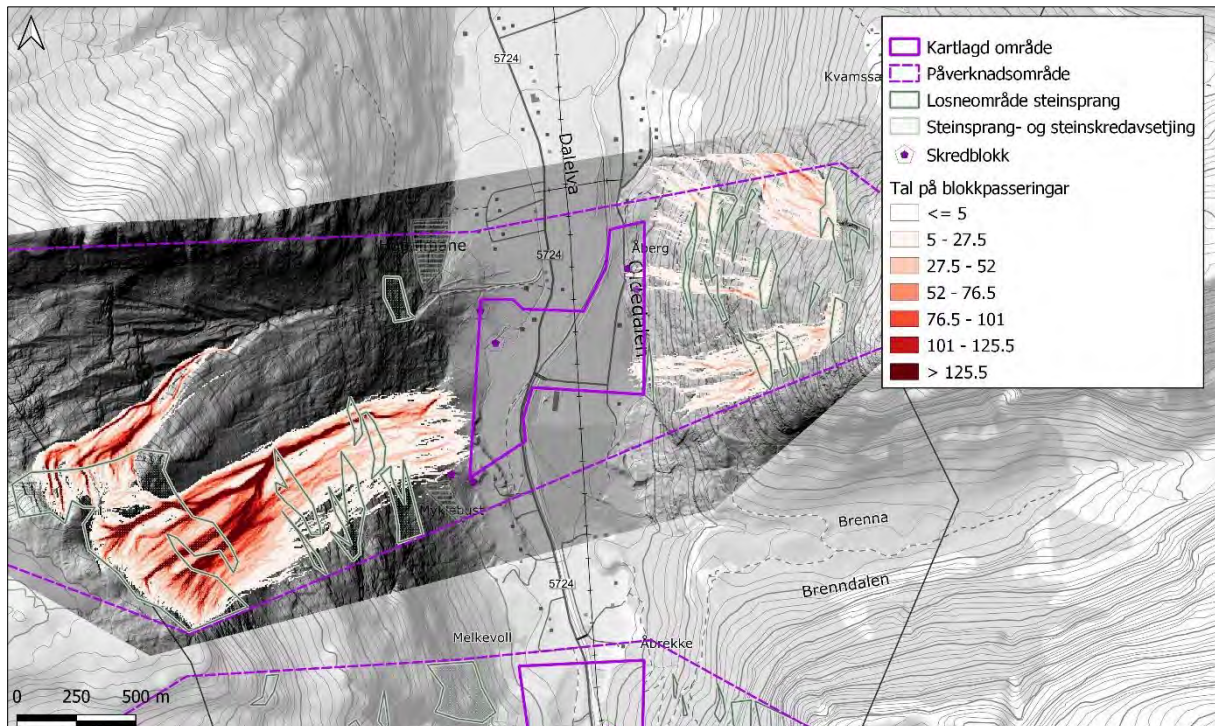 Kartlagd område
Påverknadsområde
Losneområde steinsprang
Steinsprang- og steinskredavsetjing
Skredblokk
Tal på blokkpasseringar
<= 5
5 - 27.5
27.5 - 52
52 - 76.5
76.5 - 101
101 - 125.5
> 125.5
5724
Dalelva
5724
Åberg
Oldedalen
Myklebust
Brenna
Brenndalen
5724
Melkevoll
Åbrekke
0 250 500 m